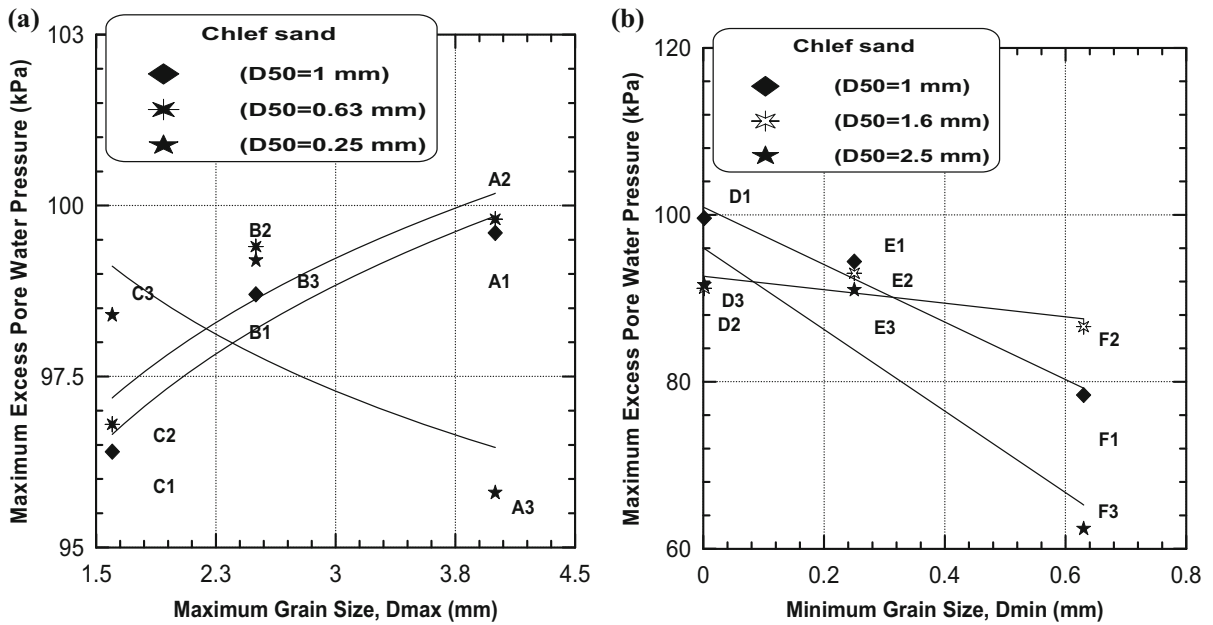 (a)
Chlef sand
(D50=1 mm)
(D50=0.63 mm)
(D50=0.25 mm)
Maximum Excess Pore Water Pressure (kPa)
103
100
97.5
95
A2
B2
B3
A1
C3
B1
C2
C1
A3
1.5
2.3
3
3.8
4.5
Maximum Grain Size, Dmax (mm)
(b)
Chlef sand
(D50=1 mm)
(D50=1.6 mm)
(D50=2.5 mm)
Maximum Excess Pore Water Pressure (kPa)
120
100
80
60
D1
E1
E2
D3
D2
E3
F2
F1
F3
0
0.2
0.4
0.6
0.8
Minimum Grain Size, Dmin (mm)